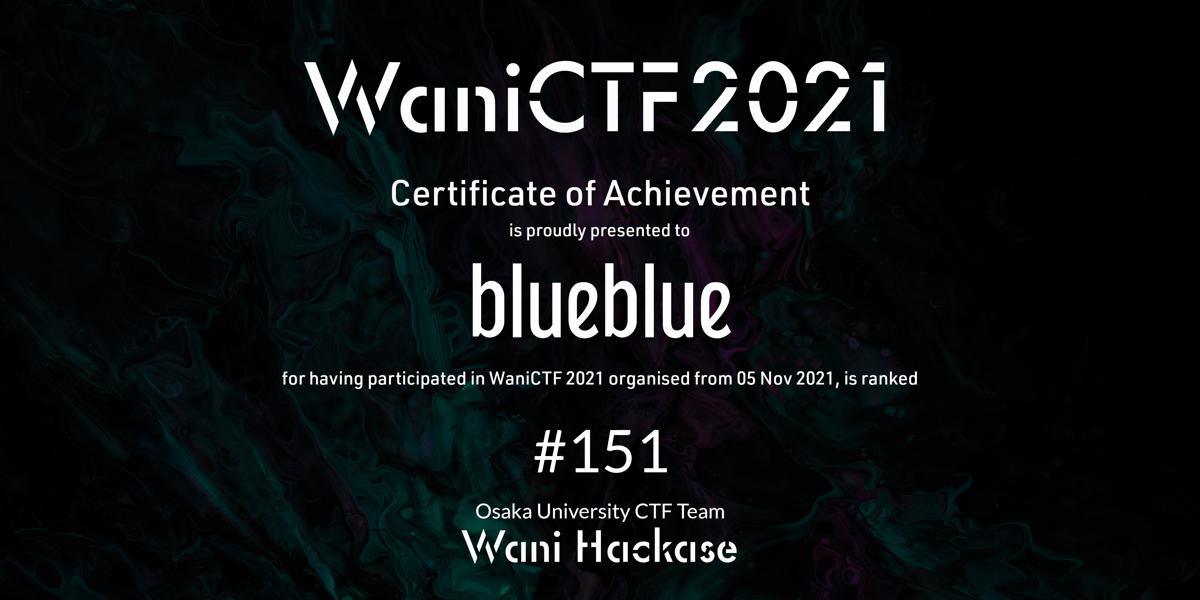 WaniCTF2021
Certificate of Achievement
is proudly presented to
blueblue
for having participated in WaniCTF 2021 organised from 05 Nov 2021, is ranked
#151
Osaka University CTF Team
Wani Hackase